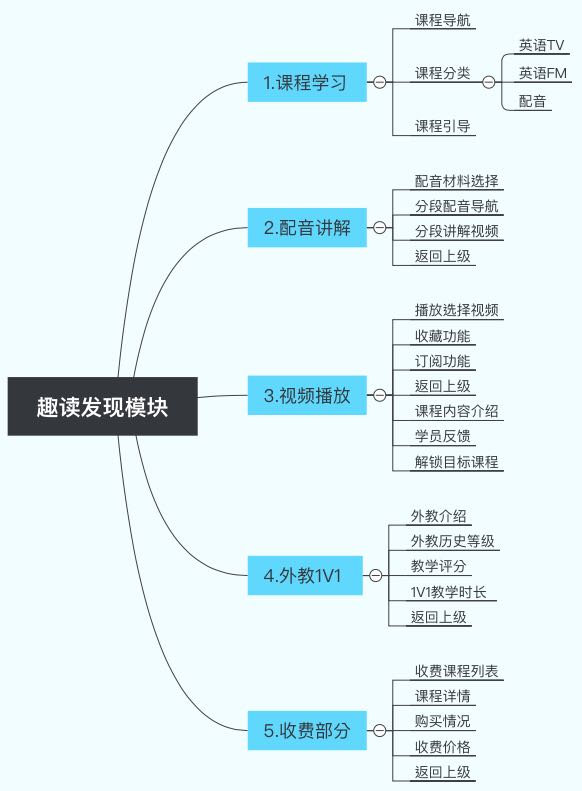 趣读发现模块
1.课程学习
课程导航
课程分类
英语TV
英语FM
配音
课程引导
2.配音讲解
配音材料选择
分段配音导航
分段讲解视频
返回上级
3.视频播放
播放选择视频
收藏功能
订阅功能
返回上级
课程内容介绍
学员反馈
解锁目标课程
4.外教1V1
外教介绍
外教历史等级
教学评分
1V1教学时长
返回上级
5.收费部分
收费课程列表
课程详情
购买情况
收费价格
返回上级